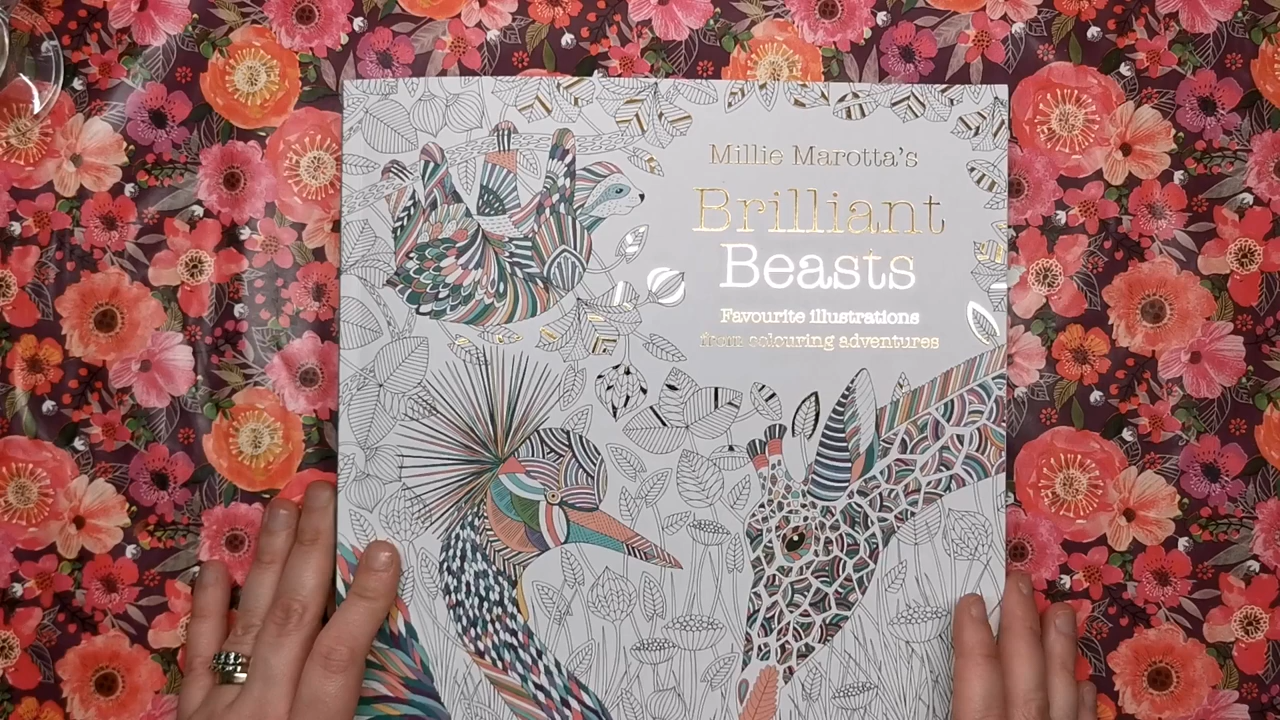 Millie Marotta's
Brilliant
Beasts
Favourite illustrations
from colouring adventures